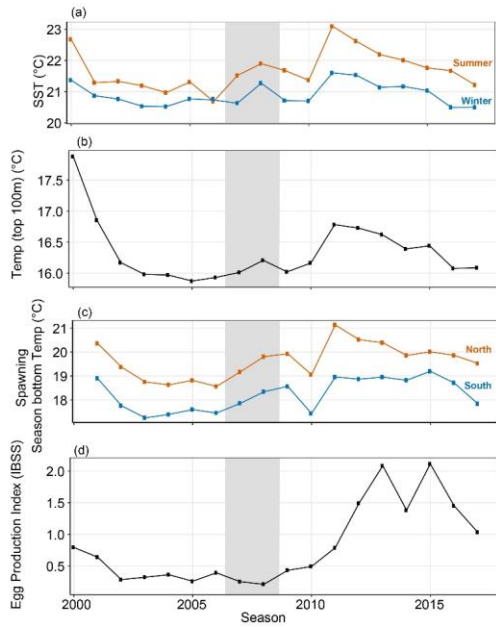 (a)
23
22
21
20
SST (°C)
Summer
Winter
(b)
17.5
17.0
16.5
16.0
Temp (top 100m) (°C)
(c)
21
20
19
18
Spawning
Season bottom Temp (°C)
North
South
(d)
2.0
1.5
1.0
0.5
Egg Production Index (IBSS)
2000
2005
2010
2015
Season